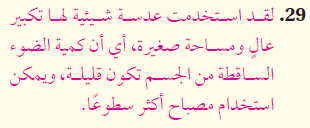 29. لقد استخدمت عدسة شيئية لها تكبير
عالٍ ومساحة صغيرة، أي أن كمية الضوء
الساقطة من الجسم تكون قليلة، ويمكن
استخدام مصباح أكثر سطوعًا.